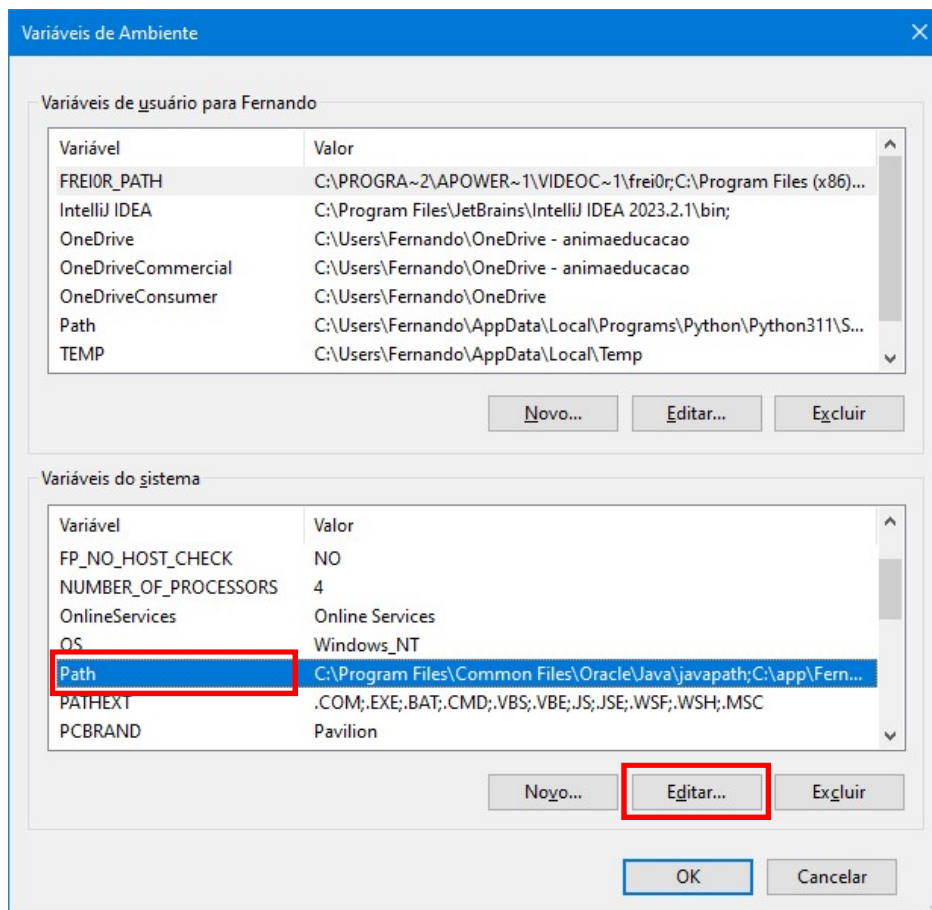 Variáveis de Ambiente
Variáveis de usuário para Fernando
Variável Valor
FREI0R_PATH C:\PROGRA~2\APOWER~1\VIDEOC~1\frei0r;C:\Program Files (x86)...
IntelliJ IDEA C:\Program Files\JetBrains\IntelliJ IDEA 2023.2.1\bin;
OneDrive C:\Users\Fernando\OneDrive - animaeducacao
OneDriveCommercial C:\Users\Fernando\OneDrive - animaeducacao
OneDriveConsumer C:\Users\Fernando\OneDrive
Path C:\Users\Fernando\AppData\Local\Programs\Python\Python311\S...
TEMP C:\Users\Fernando\AppData\Local\Temp
Novo... Editar... Excluir
Variáveis do sistema
Variável Valor
FP_NO_HOST_CHECK NO
NUMBER_OF_PROCESSORS 4
OnlineServices Online Services
OS Windows_NT
Path C:\Program Files\Common Files\Oracle\Java\javapath;C:\app\Fern...
PATHEXT .COM;.EXE;.BAT;.CMD;.VBS;.VBE;.JS;.JSE;.WSF;.WSH;.MSC
PCBRAND Pavilion
Novo... Editar... Excluir
OK Cancelar